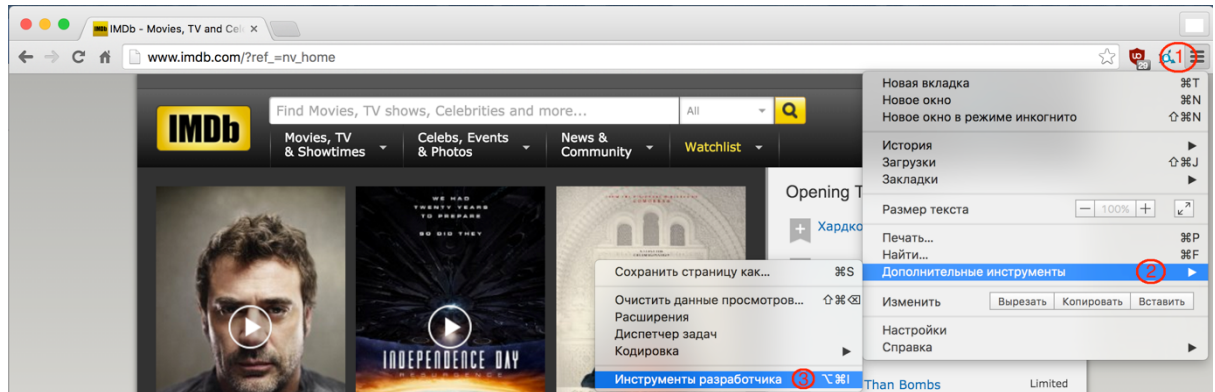 IMDb - Movies, TV and Cel
www.imdb.com/?ref_=nv_home
29
1
IMDb
Find Movies, TV shows, Celebrities and more...
All
Movies, TV
& Showtimes
Celebs, Events
& Photos
News &
Community
Watchlist
WE HAD
TWENTY YEARS
TO PREPARE
SO DID THEY
INDEPENDENCE DAY
RESURGENCE
Opening T
Хардко
Than Bombs
Limited
Новая вкладка ⌘T
Новое окно ⌘N
Новое окно в режиме инкогнито ⇧⌘N
История
Загрузки ⇧⌘J
Закладки
Размер текста − 100% +
Печать... ⌘P
Найти... ⌘F
Дополнительные инструменты 2
Изменить Вырезать Копировать Вставить
Настройки
Справка
Сохранить страницу как... ⌘S
Очистить данные просмотров... ⇧⌘⌫
Расширения
Диспетчер задач
Кодировка
Инструменты разработчика 3 ⌥⌘I